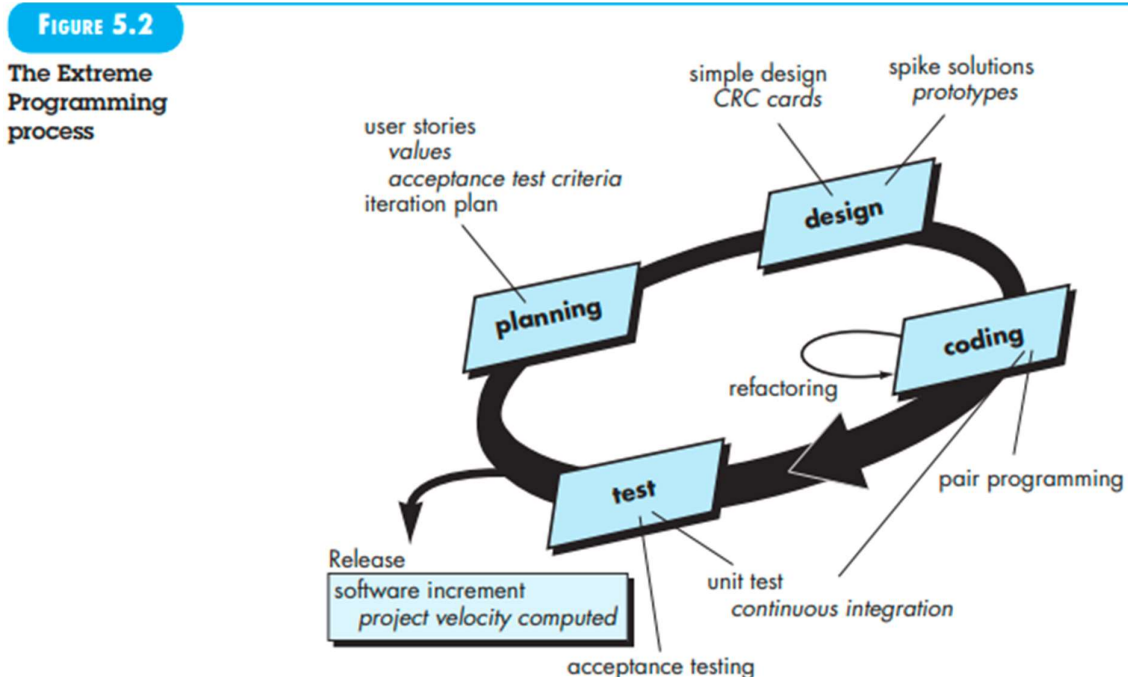 FIGURE 5.2
The Extreme
Programming
process
simple design
CRC cards
spike solutions
prototypes
user stories
values
acceptance test criteria
iteration plan
design
planning
coding
refactoring
test
pair programming
Release
software increment
project velocity computed
unit test
continuous integration
acceptance testing